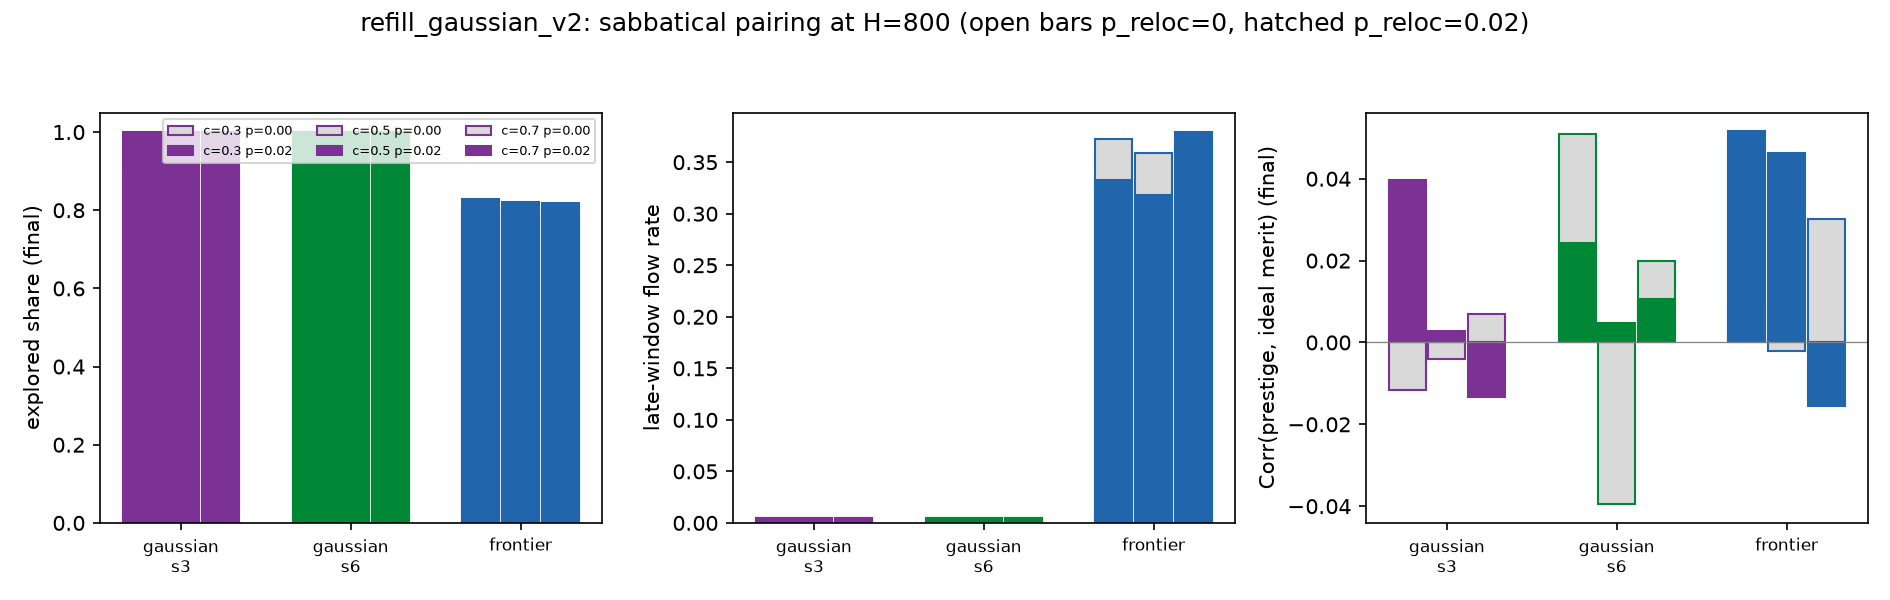 refill_gaussian_v2: sabbatical pairing at H=800 (open bars p_reloc=0, hatched p_reloc=0.02)
explored share (final)
1.0
0.8
0.6
0.4
0.2
0.0
c=0.3 p=0.00
c=0.5 p=0.00
c=0.7 p=0.00
c=0.3 p=0.02
c=0.5 p=0.02
c=0.7 p=0.02
gaussian
s3
gaussian
s6
frontier
late-window flow rate
0.35
0.30
0.25
0.20
0.15
0.10
0.05
0.00
gaussian
s3
gaussian
s6
frontier
Corr(prestige, ideal merit) (final)
0.04
0.02
0.00
−0.02
−0.04
gaussian
s3
gaussian
s6
frontier